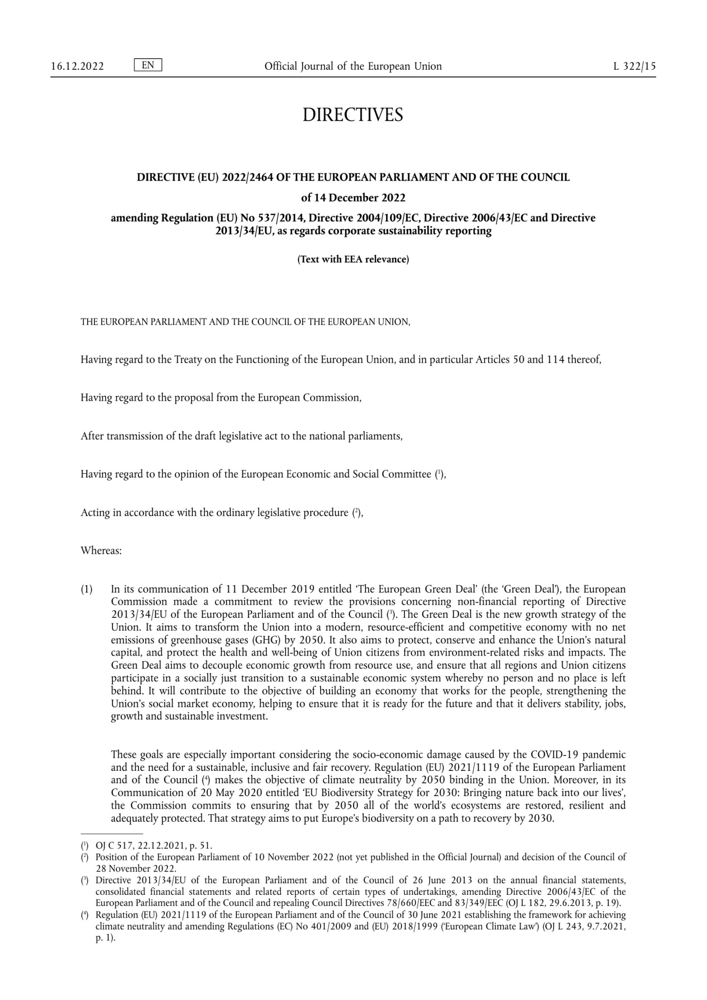 16.12.2022 EN Official Journal of the European Union L 322/15
DIRECTIVES
DIRECTIVE (EU) 2022/2464 OF THE EUROPEAN PARLIAMENT AND OF THE COUNCIL
of 14 December 2022
amending Regulation (EU) No 537/2014, Directive 2004/109/EC, Directive 2006/43/EC and Directive
2013/34/EU, as regards corporate sustainability reporting
(Text with EEA relevance)
THE EUROPEAN PARLIAMENT AND THE COUNCIL OF THE EUROPEAN UNION,
Having regard to the Treaty on the Functioning of the European Union, and in particular Articles 50 and 114 thereof,
Having regard to the proposal from the European Commission,
After transmission of the draft legislative act to the national parliaments,
Having regard to the opinion of the European Economic and Social Committee (¹),
Acting in accordance with the ordinary legislative procedure (²),
Whereas:
(1) In its communication of 11 December 2019 entitled ‘The European Green Deal’ (the ‘Green Deal’), the European
Commission made a commitment to review the provisions concerning non-financial reporting of Directive
2013/34/EU of the European Parliament and of the Council (³). The Green Deal is the new growth strategy of the
Union. It aims to transform the Union into a modern, resource-efficient and competitive economy with no net
emissions of greenhouse gases (GHG) by 2050. It also aims to protect, conserve and enhance the Union’s natural
capital, and protect the health and well-being of Union citizens from environment-related risks and impacts. The
Green Deal aims to decouple economic growth from resource use, and ensure that all regions and Union citizens
participate in a socially just transition to a sustainable economic system whereby no person and no place is left
behind. It will contribute to the objective of building an economy that works for the people, strengthening the
Union’s social market economy, helping to ensure that it is ready for the future and that it delivers stability, jobs,
growth and sustainable investment.
These goals are especially important considering the socio-economic damage caused by the COVID-19 pandemic
and the need for a sustainable, inclusive and fair recovery. Regulation (EU) 2021/1119 of the European Parliament
and of the Council (⁴) makes the objective of climate neutrality by 2050 binding in the Union. Moreover, in its
Communication of 20 May 2020 entitled ‘EU Biodiversity Strategy for 2030: Bringing nature back into our lives’,
the Commission commits to ensuring that by 2050 all of the world’s ecosystems are restored, resilient and
adequately protected. That strategy aims to put Europe’s biodiversity on a path to recovery by 2030.
(¹) OJ C 517, 22.12.2021, p. 51.
(²) Position of the European Parliament of 10 November 2022 (not yet published in the Official Journal) and decision of the Council of
28 November 2022.
(³) Directive 2013/34/EU of the European Parliament and of the Council of 26 June 2013 on the annual financial statements,
consolidated financial statements and related reports of certain types of undertakings, amending Directive 2006/43/EC of the
European Parliament and of the Council and repealing Council Directives 78/660/EEC and 83/349/EEC (OJ L 182, 29.6.2013, p. 19).
(⁴) Regulation (EU) 2021/1119 of the European Parliament and of the Council of 30 June 2021 establishing the framework for achieving
climate neutrality and amending Regulations (EC) No 401/2009 and (EU) 2018/1999 (‘European Climate Law’) (OJ L 243, 9.7.2021,
p. 1).